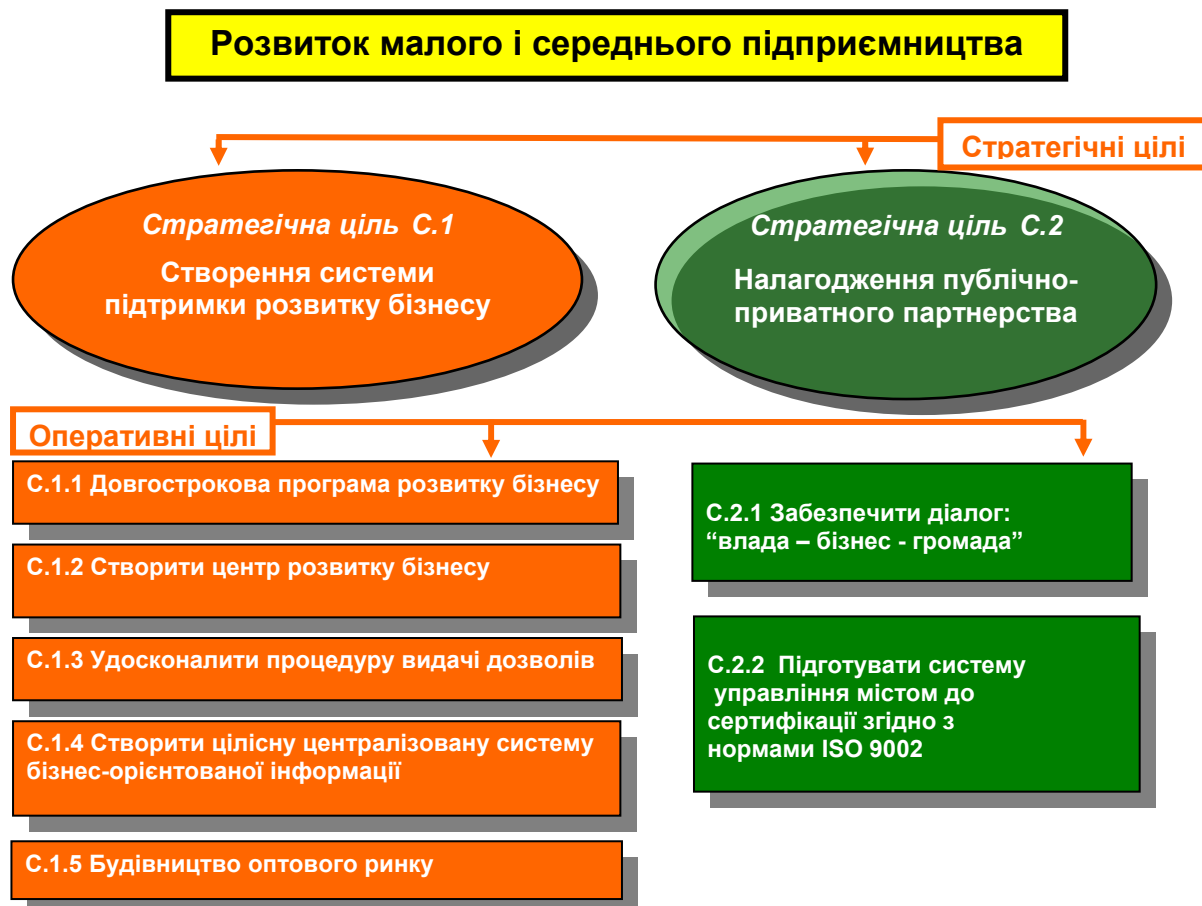 Розвиток малого і середнього підприємництва
Стратегічні цілі
Стратегічна ціль С.1
Створення системи
підтримки розвитку бізнесу
Стратегічна ціль С.2
Налагодження публічно-
приватного партнерства
Оперативні цілі
С.1.1 Довгострокова програма розвитку бізнесу
С.1.2 Створити центр розвитку бізнесу
С.1.3 Удосконалити процедуру видачі дозволів
С.1.4 Створити цілісну централізовану систему
бізнес-орієнтованої інформації
С.1.5 Будівництво оптового ринку
С.2.1 Забезпечити діалог:
“влада – бізнес - громада”
С.2.2 Підготувати систему
управління містом до
сертифікації згідно з
нормами ISO 9002